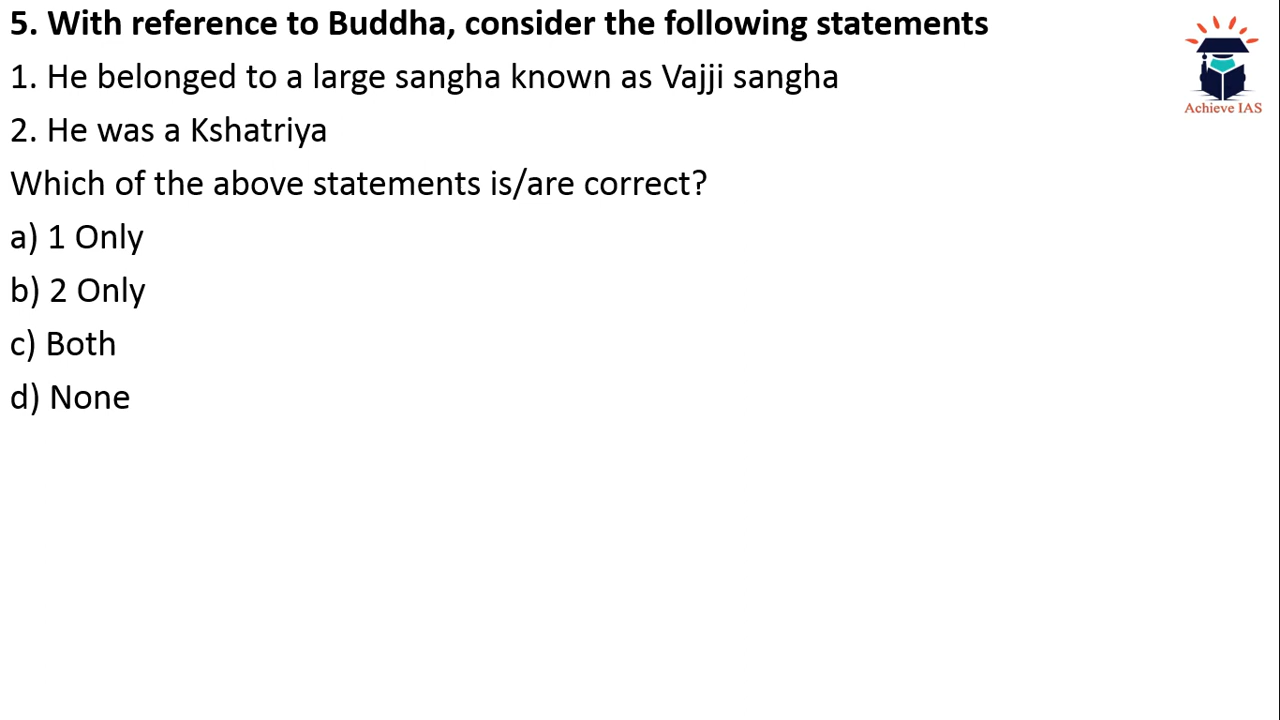 5. With reference to Buddha, consider the following statements
1. He belonged to a large sangha known as Vajji sangha
2. He was a Kshatriya
Which of the above statements is/are correct?
a) 1 Only
b) 2 Only
c) Both
d) None
Achieve IAS